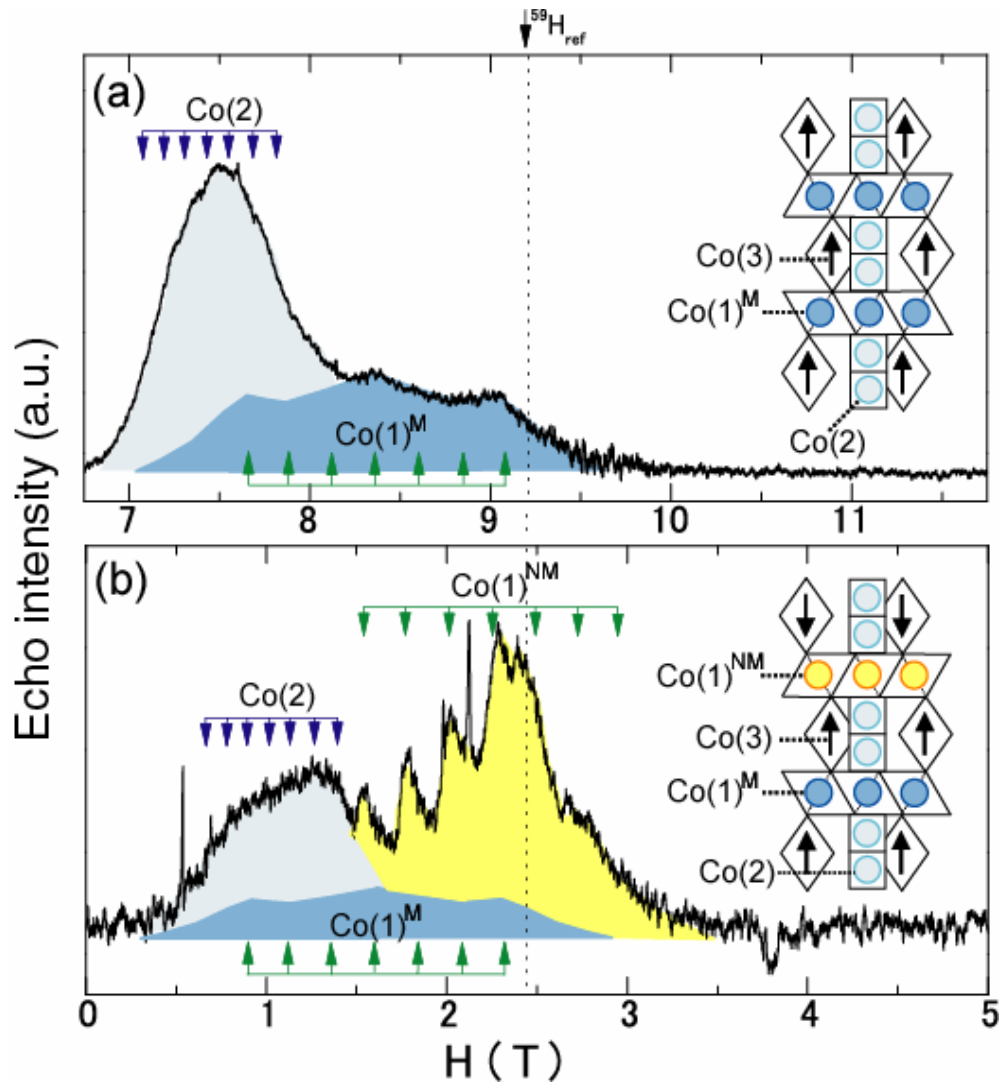 ⁵⁹H_ref
(a)
Co(2)
Co(3)
Co(1)ᴹ
Co(1)ᴹ
Co(2)
7 8 9 10 11
Echo intensity (a.u.)
(b)
Co(1)ᴺᴹ
Co(2)
Co(1)ᴺᴹ
Co(3)
Co(1)ᴹ
Co(2)
Co(1)ᴹ
0 1 2 3 4 5
H ( T )